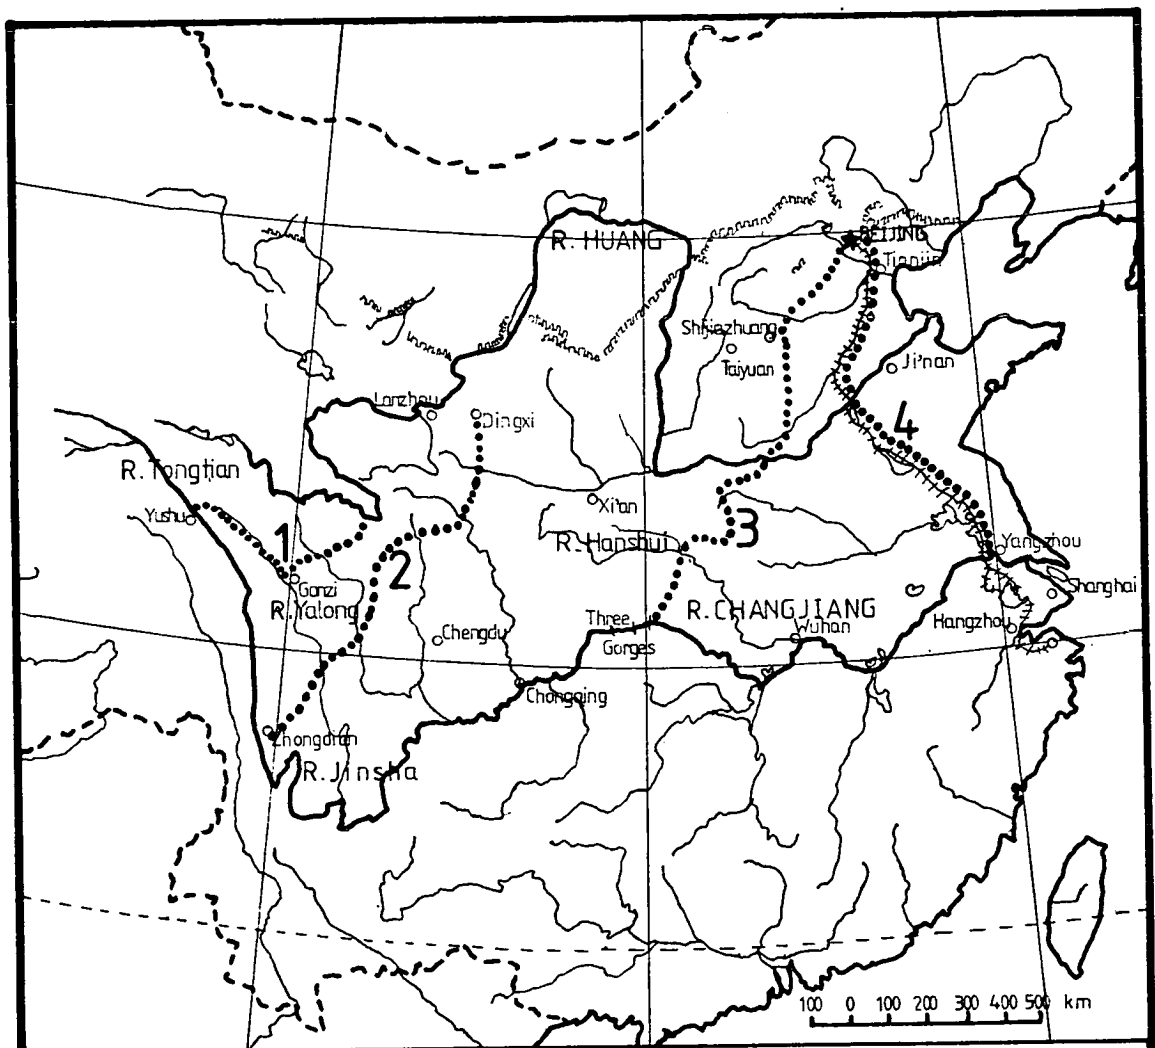 R. HUANG
BEIJING
Tianjin
Shijiazhuang
Taiyuan
Ji'nan
Lanzhou
Dingxi
4
R. Tongtian
Yushu
Xi'an
1
2
R. Hanshui
3
Yangzhou
Ganzi
R. Yalong
Shanghai
Three
Gorges
R. CHANGJIANG
Wuhan
Hangzhou
Chengdu
Chongqing
R. Jinsha
100 0 100 200 300 400 500 km